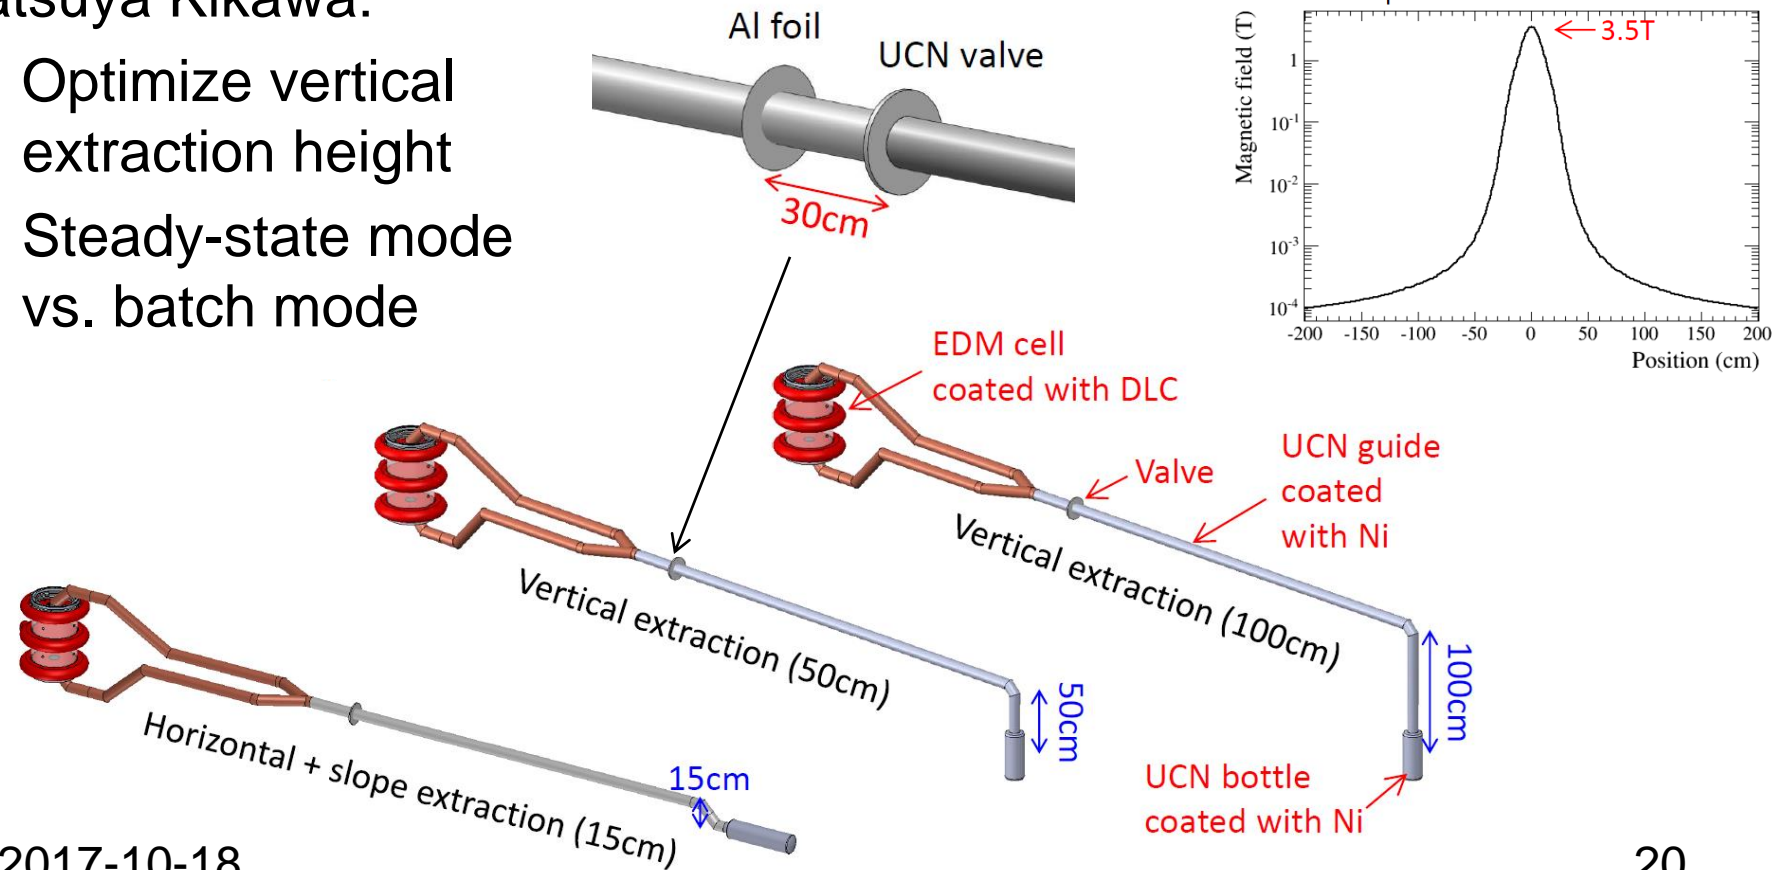 Kikawa:
Optimize vertical
extraction height
Steady-state mode
vs. batch mode
Al foil
UCN valve
30cm
Magnetic field (T)
3.5T
1
10-1
10-2
10-3
10-4
-200 -150 -100 -50 0 50 100 150 200
Position (cm)
EDM cell
coated with DLC
Valve
UCN guide
coated
with Ni
Vertical extraction (100cm)
100cm
Vertical extraction (50cm)
50cm
Horizontal + slope extraction (15cm)
15cm
UCN bottle
coated with Ni
2017-10-18
20